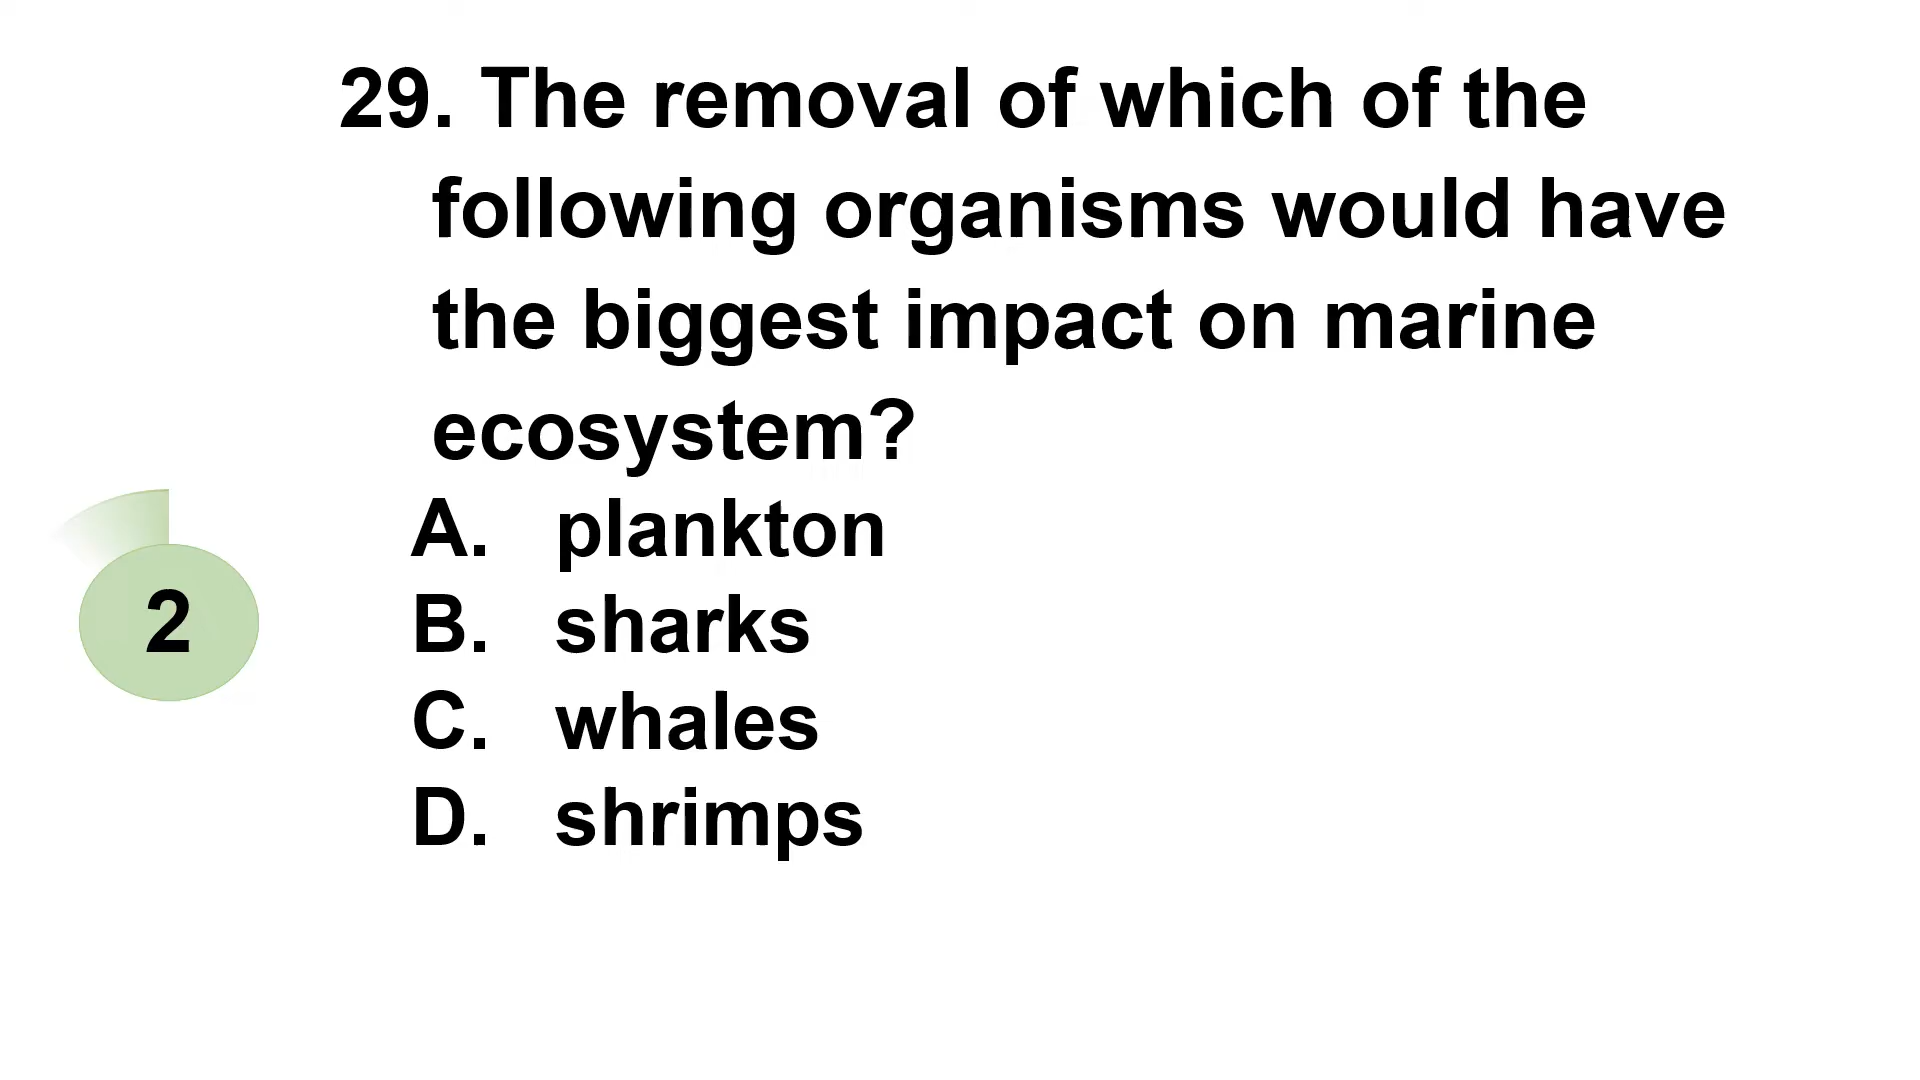 29. The removal of which of the
following organisms would have
the biggest impact on marine
ecosystem?
A. plankton
2
B. sharks
C. whales
D. shrimps